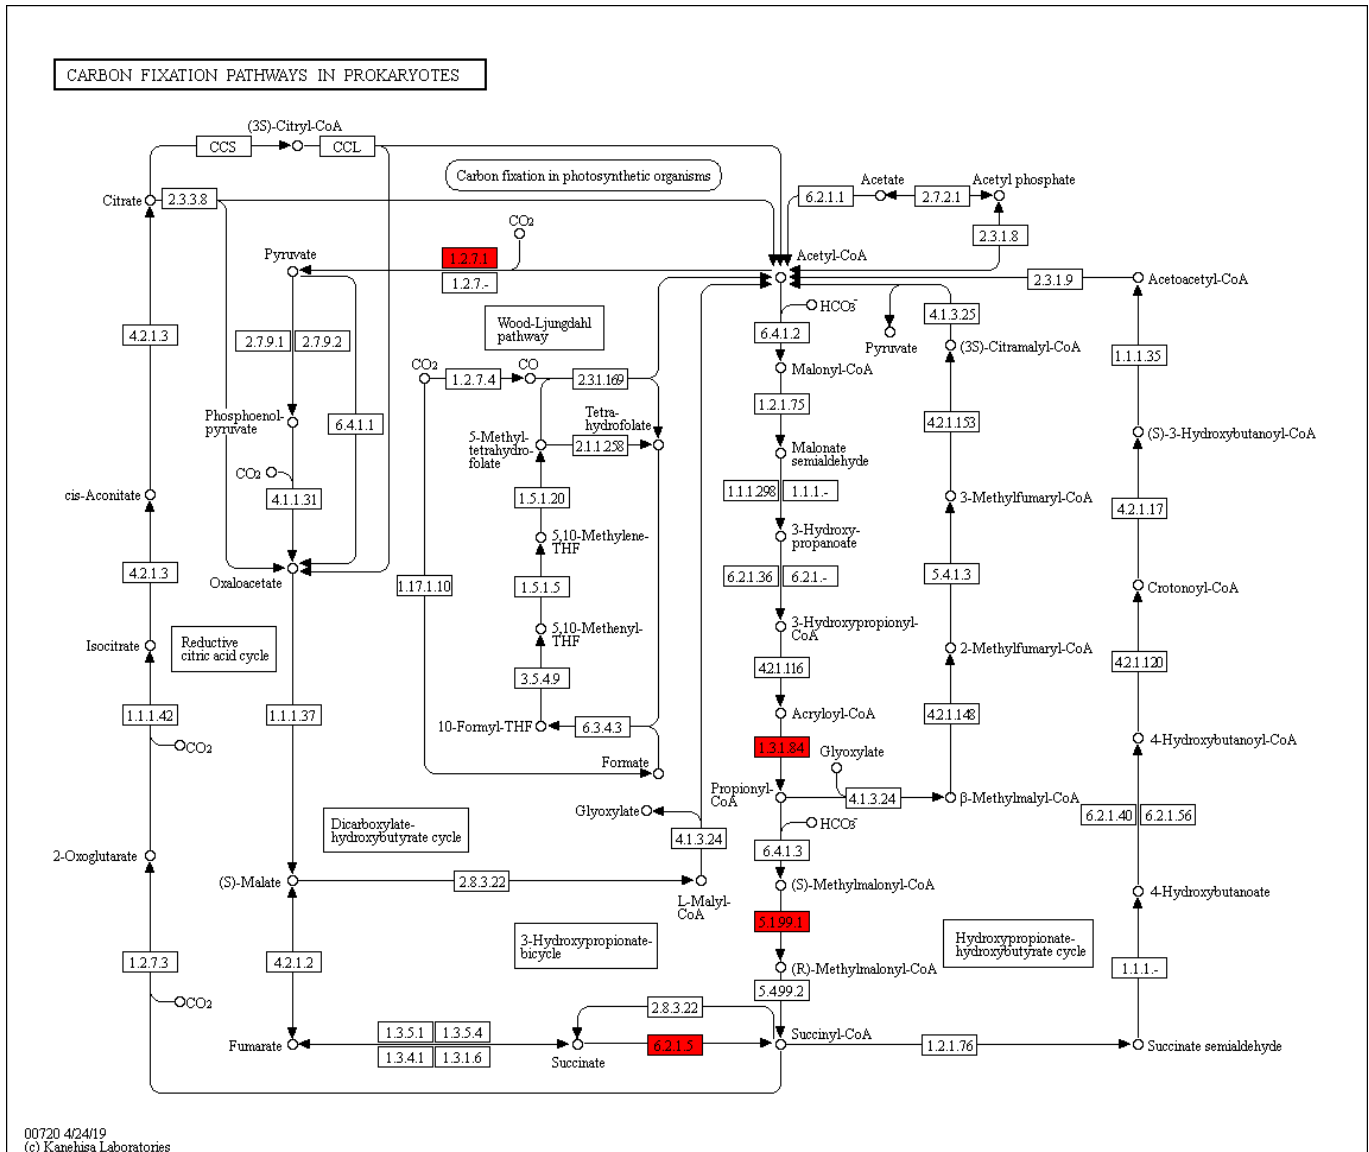 CARBON FIXATION PATHWAYS IN PROKARYOTES
(3S)-Citryl-CoA
CCS
CCL
Carbon fixation in photosynthetic organisms
Citrate
2.3.3.8
6.2.1.1
Acetate
2.7.2.1
Acetyl phosphate
2.3.1.8
CO2
Pyruvate
1.2.7.1
1.2.7.-
Acetyl-CoA
2.3.1.9
Acetoacetyl-CoA
HCO3-
4.1.3.25
Wood-Ljungdahl
pathway
4.2.1.3
2.7.9.1
2.7.9.2
6.4.1.2
Pyruvate
(3S)-Citramalyl-CoA
1.1.1.35
CO2
1.2.7.4
CO
2.3.1.169
Malonyl-CoA
1.2.1.75
Phosphoenol-
pyruvate
6.4.1.1
Tetra-
hydrofolate
4.2.1.153
5-Methyl-
tetrahydro-
folate
2.1.1.258
(S)-3-Hydroxybutanoyl-CoA
Malonate
semialdehyde
CO2
4.1.1.31
cis-Aconitate
1.5.1.20
1.1.1.298
1.1.1.-
3-Methylfumaryl-CoA
4.2.1.17
5,10-Methylene-
THF
3-Hydroxy-
propanoate
4.2.1.3
Oxaloacetate
1.17.1.10
1.5.1.5
6.2.1.36
6.2.1.-
5.4.1.3
Crotonoyl-CoA
Isocitrate
Reductive
citric acid cycle
5,10-Methenyl-
THF
3-Hydroxypropionyl-
CoA
2-Methylfumaryl-CoA
3.5.4.9
4.2.1.116
4.2.1.120
1.1.1.42
1.1.1.37
10-Formyl-THF
6.3.4.3
Acryloyl-CoA
4.2.1.148
CO2
1.3.1.84
Glyoxylate
4-Hydroxybutanoyl-CoA
Formate
Propionyl-
CoA
4.1.3.24
β-Methylmalyl-CoA
Glyoxylate
HCO3-
6.2.1.40
6.2.1.56
Dicarboxylate-
hydroxybutyrate cycle
4.1.3.24
6.4.1.3
2-Oxoglutarate
(S)-Malate
2.8.3.22
L-Malyl-
CoA
(S)-Methylmalonyl-CoA
4-Hydroxybutanoate
5.1.99.1
3-Hydroxypropionate-
bicycle
Hydroxypropionate-
hydroxybutyrate cycle
1.2.7.3
4.2.1.2
(R)-Methylmalonyl-CoA
1.1.1.-
CO2
5.4.99.2
2.8.3.22
1.3.5.1
1.3.5.4
Fumarate
1.3.4.1
1.3.1.6
Succinate
6.2.1.5
Succinyl-CoA
1.2.1.76
Succinate semialdehyde
00720 4/24/19
(c) Kanehisa Laboratories